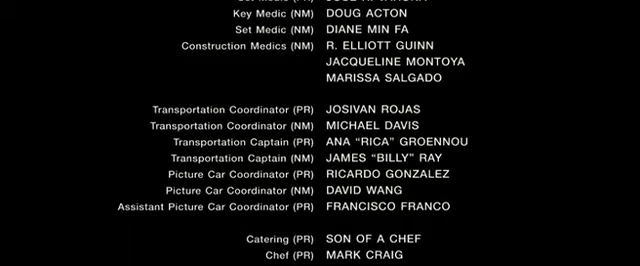 Key Medic (NM) DOUG ACTON
Set Medic (NM) DIANE MIN FA
Construction Medics (NM) R. ELLIOTT GUINN
JACQUELINE MONTOYA
MARISSA SALGADO
Transportation Coordinator (PR) JOSIVAN ROJAS
Transportation Coordinator (NM) MICHAEL DAVIS
Transportation Captain (PR) ANA “RICA” GROENNOU
Transportation Captain (NM) JAMES “BILLY” RAY
Picture Car Coordinator (PR) RICARDO GONZALEZ
Picture Car Coordinator (NM) DAVID WANG
Assistant Picture Car Coordinator (PR) FRANCISCO FRANCO
Catering (PR) SON OF A CHEF
Chef (PR) MARK CRAIG